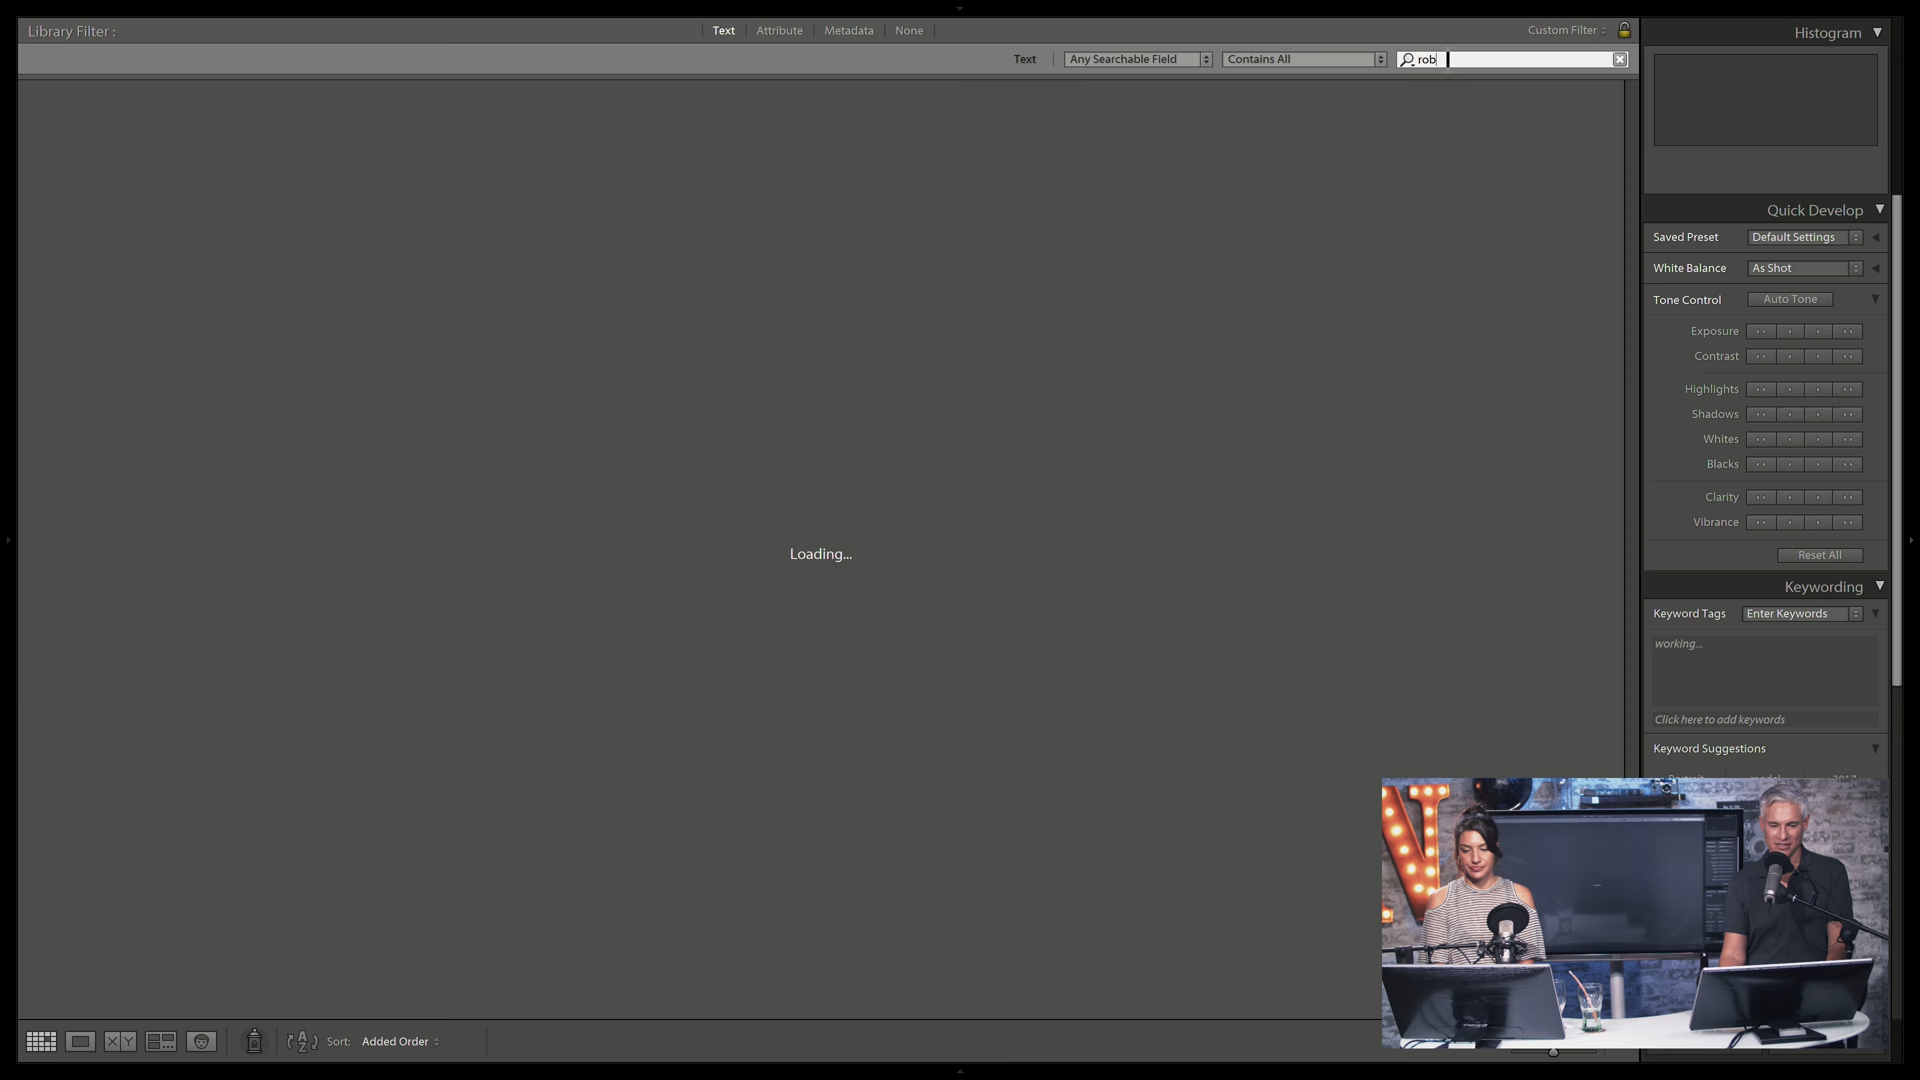 Library Filter :
Text
Attribute
Metadata
None
Custom Filter
Text
Any Searchable Field
Contains All
rob
Loading...
Histogram
Quick Develop
Saved Preset
Default Settings
White Balance
As Shot
Tone Control
Auto Tone
Exposure
Contrast
Highlights
Shadows
Whites
Blacks
Clarity
Vibrance
Reset All
Keywording
Keyword Tags
Enter Keywords
working...
Click here to add keywords
Keyword Suggestions
Portrait
model
2017
X Y
A
Z
Sort:
Added Order